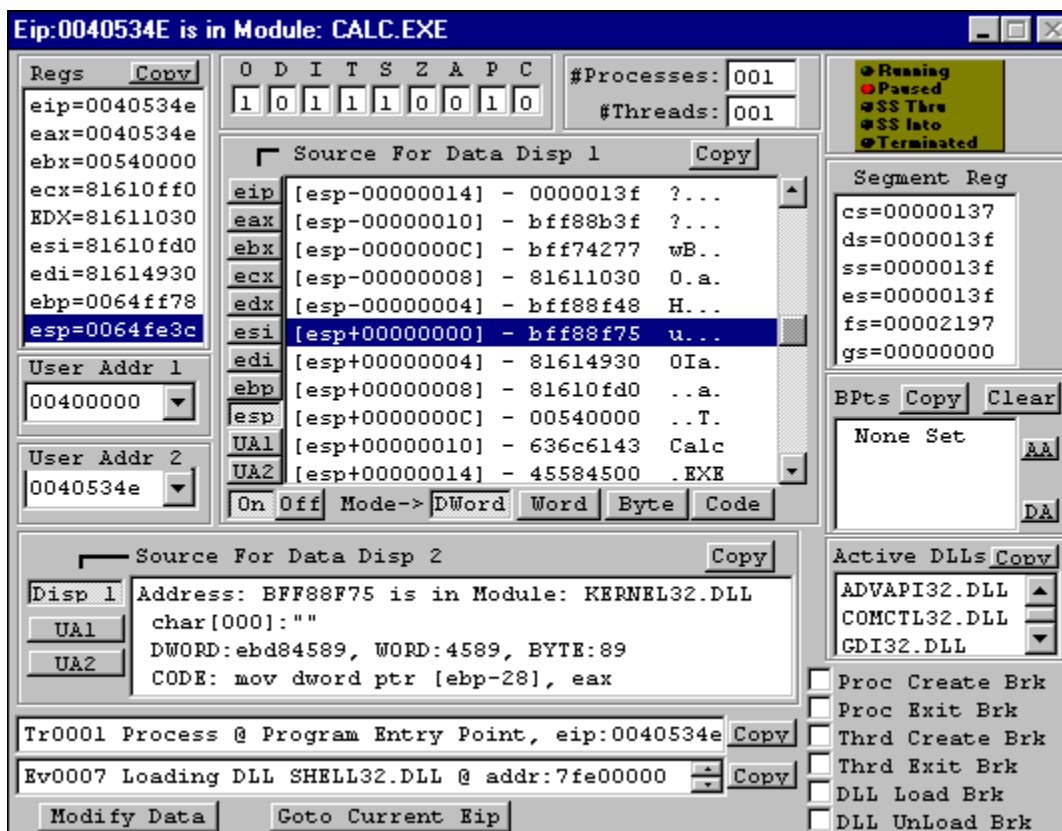 Eip:0040534E is in Module: CALC.EXE
Regs Copy
eip=0040534e
eax=0040534e
ebx=00540000
ecx=81610ff0
EDX=81611030
esi=81610fd0
edi=81614930
ebp=0064ff78
esp=0064fe3c
User Addr 1
00400000
User Addr 2
0040534e
O D I T S Z A P C
1 0 1 1 1 0 0 1 0
#Processes: 001
#Threads: 001
Source For Data Disp 1 Copy
eip [esp-00000014] - 0000013f ?...
eax [esp-00000010] - bff88b3f ?...
ebx [esp-0000000C] - bff74277 wB..
ecx [esp-00000008] - 81611030 0.a.
edx [esp-00000004] - bff88f48 H...
esi [esp+00000000] - bff88f75 u...
edi [esp+00000004] - 81614930 0Ia.
ebp [esp+00000008] - 81610fd0 ..a.
esp [esp+0000000C] - 00540000 ..T.
UA1 [esp+00000010] - 636c6143 Calc
UA2 [esp+00000014] - 45584500 .EXE
On Off Mode-> DWord Word Byte Code
Running
Paused
SS Thru
SS Into
Terminated
Segment Reg
cs=00000137
ds=0000013f
ss=0000013f
es=0000013f
fs=00002197
gs=00000000
BPts Copy Clear
None Set
AA
DA
Source For Data Disp 2 Copy
Disp 1
UA1
UA2
Address: BFF88F75 is in Module: KERNEL32.DLL
char[000]:""
DWORD:ebd84589, WORD:4589, BYTE:89
CODE: mov dword ptr [ebp-28], eax
Active DLLs Copy
ADVAPI32.DLL
COMCTL32.DLL
GDI32.DLL
Tr0001 Process @ Program Entry Point, eip:0040534e Copy
Ev0007 Loading DLL SHELL32.DLL @ addr:7fe00000 Copy
Modify Data Goto Current Eip
Proc Create Brk
Proc Exit Brk
Thrd Create Brk
Thrd Exit Brk
DLL Load Brk
DLL UnLoad Brk